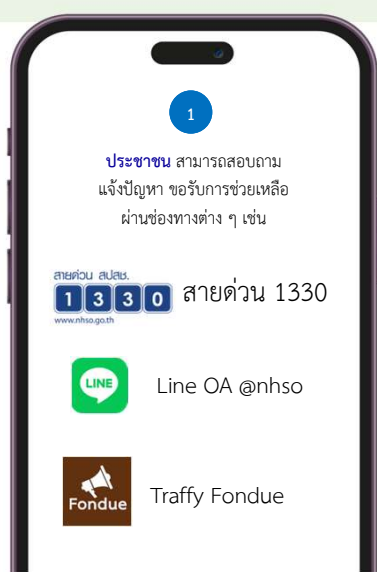 1
ประชาชน สามารถสอบถาม
แจ้งปัญหา ขอรับการช่วยเหลือ
ผ่านช่องทางต่าง ๆ เช่น
สายด่วน สปสช.
1330
www.nhso.go.th
สายด่วน 1330
LINE
Line OA @nhso
Fondue
Traffy Fondue